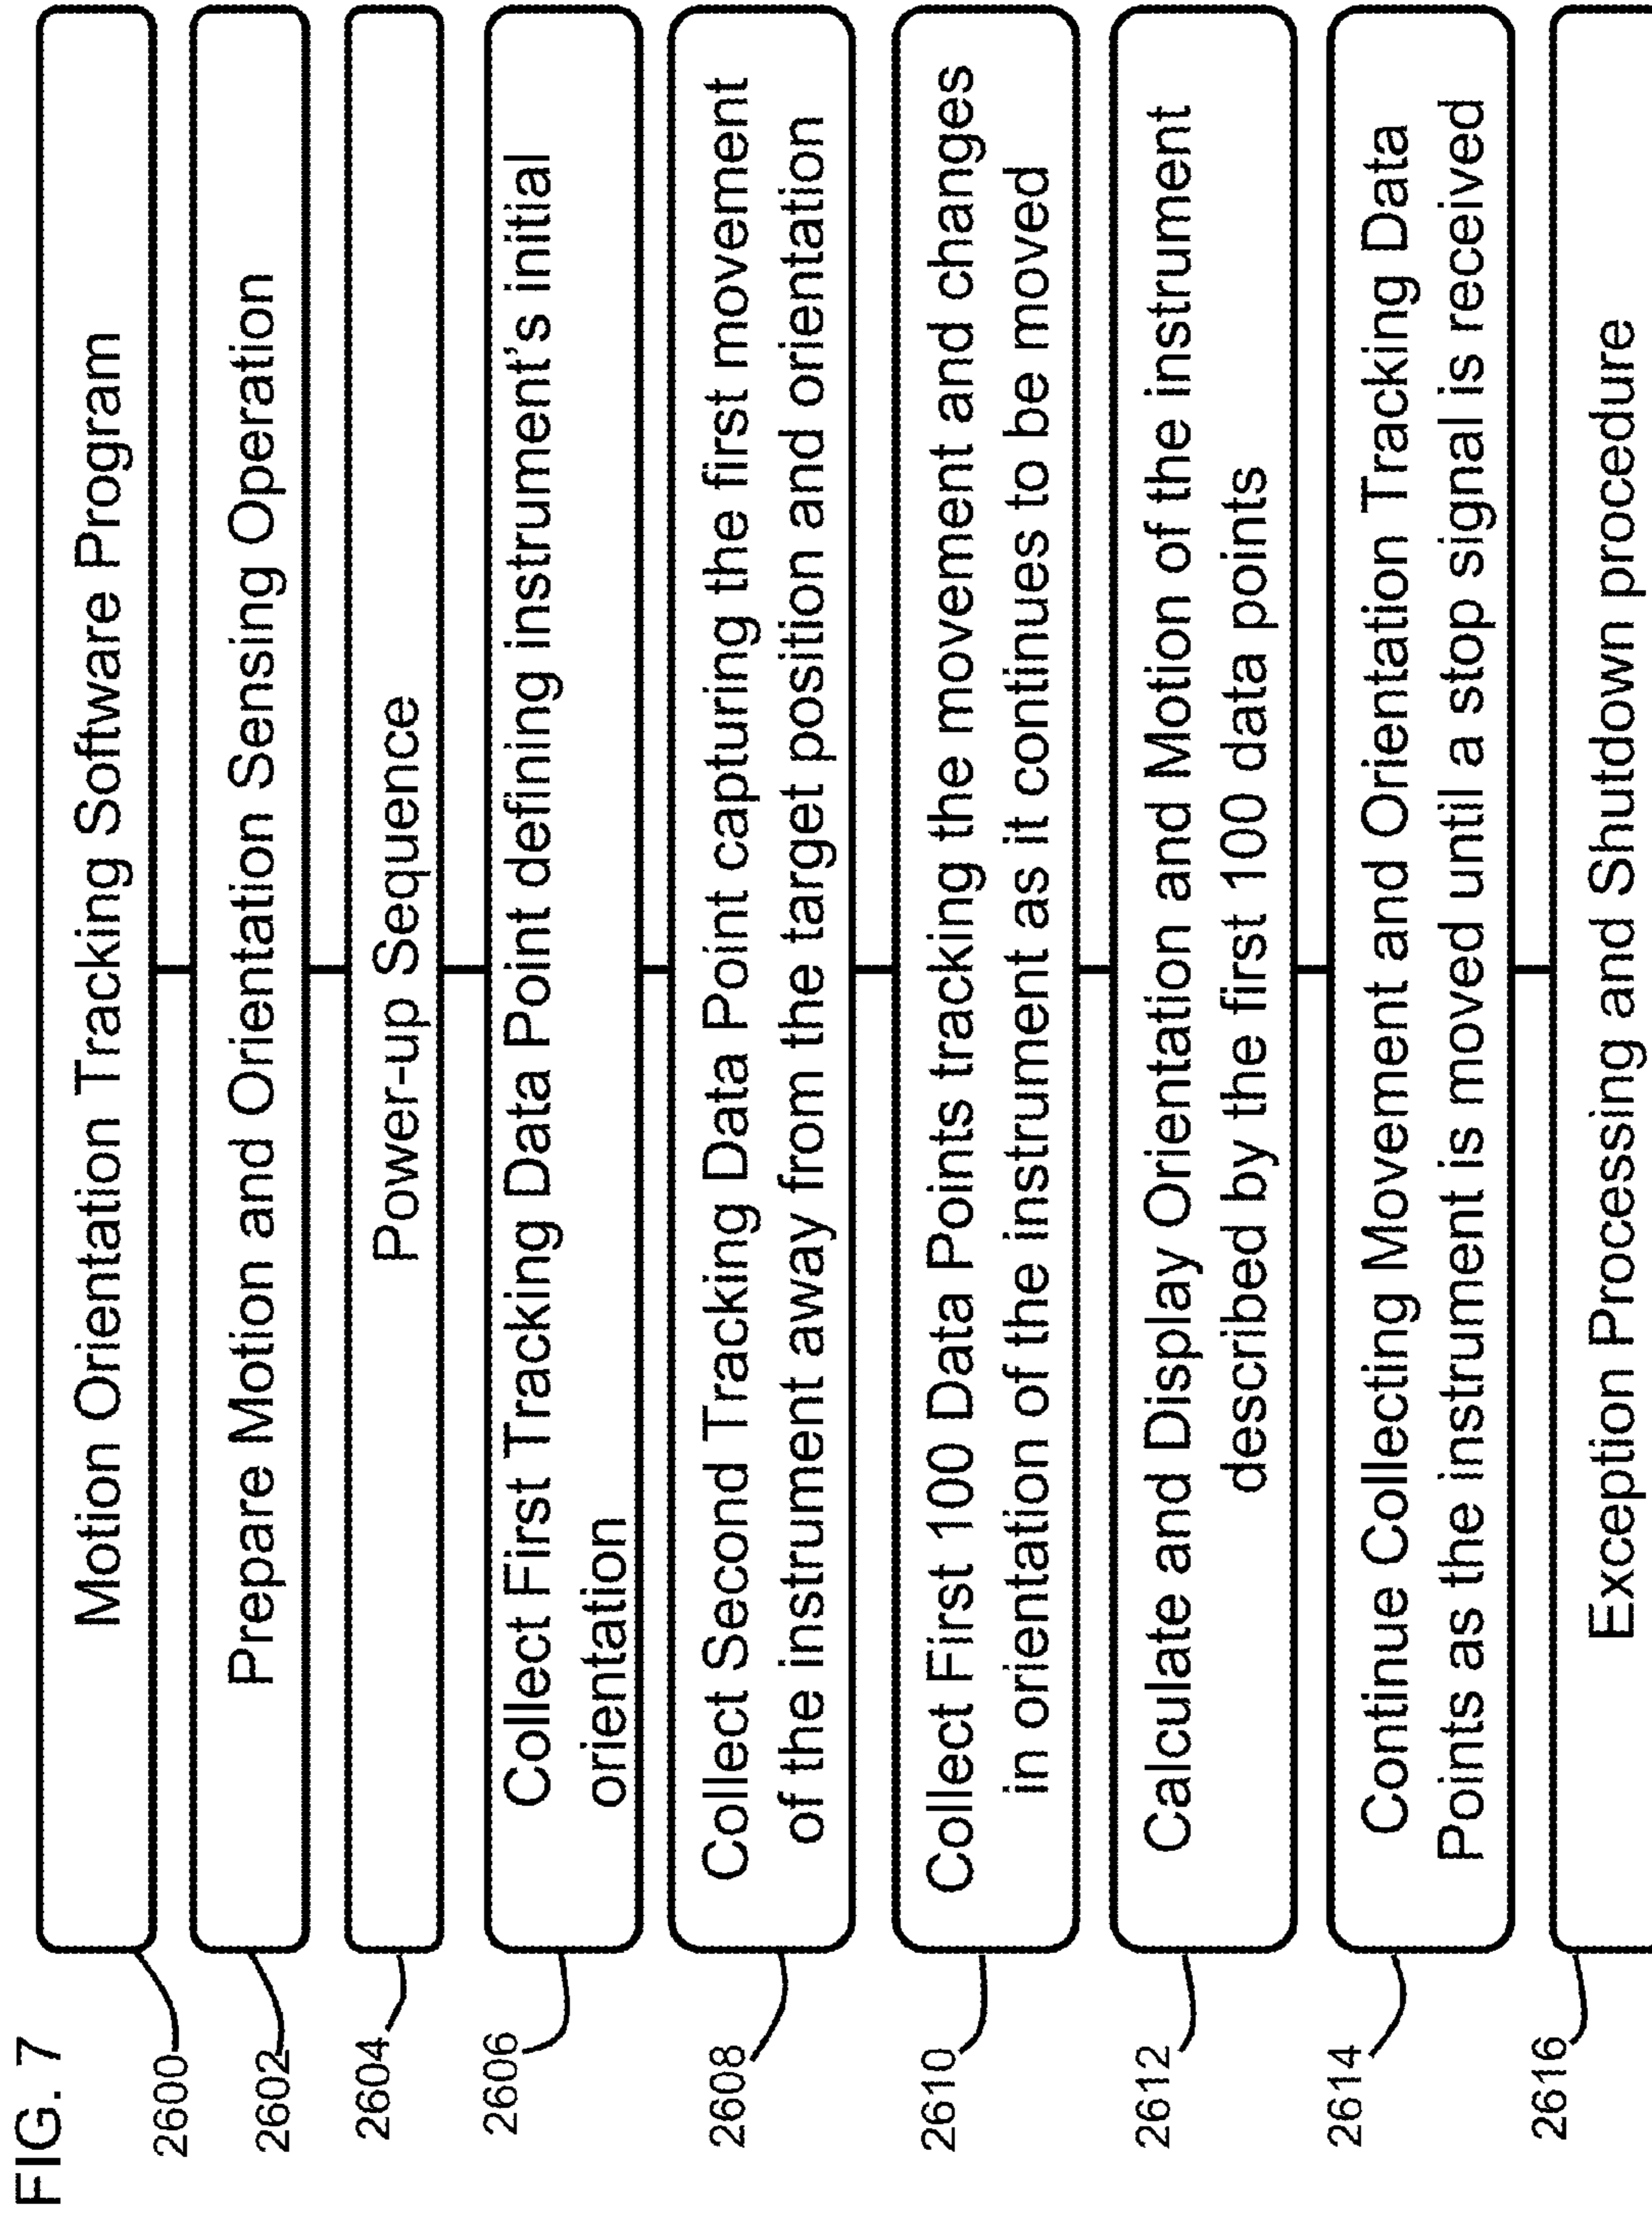 FIG. 7
2600
Motion Orientation Tracking Software Program
2602
Prepare Motion and Orientation Sensing Operation
2604
Power-up Sequence
2606
Collect First Tracking Data Point defining instrument's initial
orientation
2608
Collect Second Tracking Data Point capturing the first movement
of the instrument away from the target position and orientation
2610
Collect First 100 Data Points tracking the movement and changes
in orientation of the instrument as it continues to be moved
2612
Calculate and Display Orientation and Motion of the instrument
described by the first 100 data points
2614
Continue Collecting Movement and Orientation Tracking Data
Points as the instrument is moved until a stop signal is received
2616
Exception Processing and Shutdown procedure